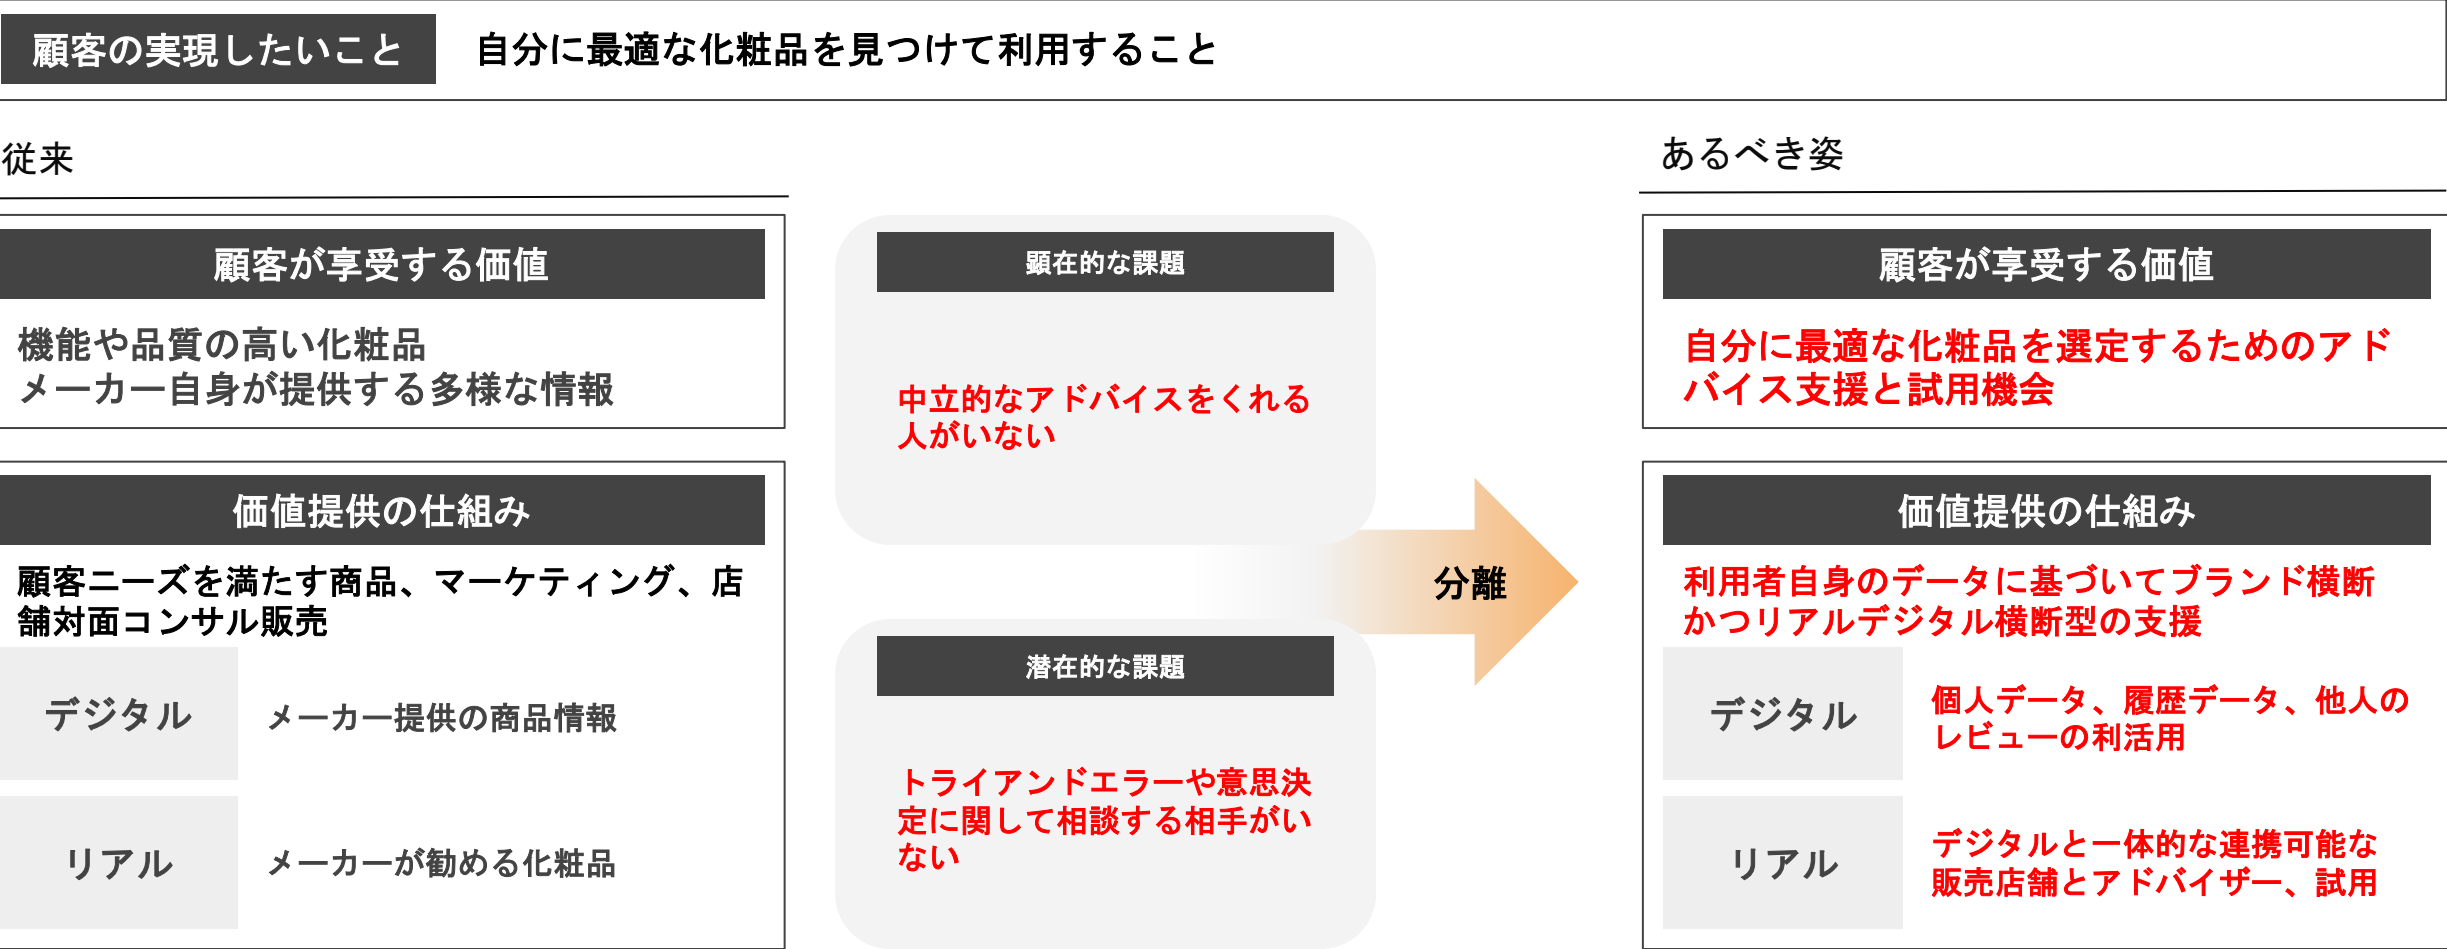 顧客の実現したいこと
自分に最適な化粧品を見つけて利用すること
従来
顧客が享受する価値
機能や品質の高い化粧品
メーカー自身が提供する多様な情報
価値提供の仕組み
顧客ニーズを満たす商品、マーケティング、店
舗対面コンサル販売
デジタル
メーカー提供の商品情報
リアル
メーカーが勧める化粧品
顕在的な課題
中立的なアドバイスをくれる
人がいない
潜在的な課題
トライアンドエラーや意思決
定に関して相談する相手がい
ない
分離
あるべき姿
顧客が享受する価値
自分に最適な化粧品を選定するためのアド
バイス支援と試用機会
価値提供の仕組み
利用者自身のデータに基づいてブランド横断
かつリアルデジタル横断型の支援
デジタル
個人データ、履歴データ、他人の
レビューの利活用
リアル
デジタルと一体的な連携可能な
販売店舗とアドバイザー、試用